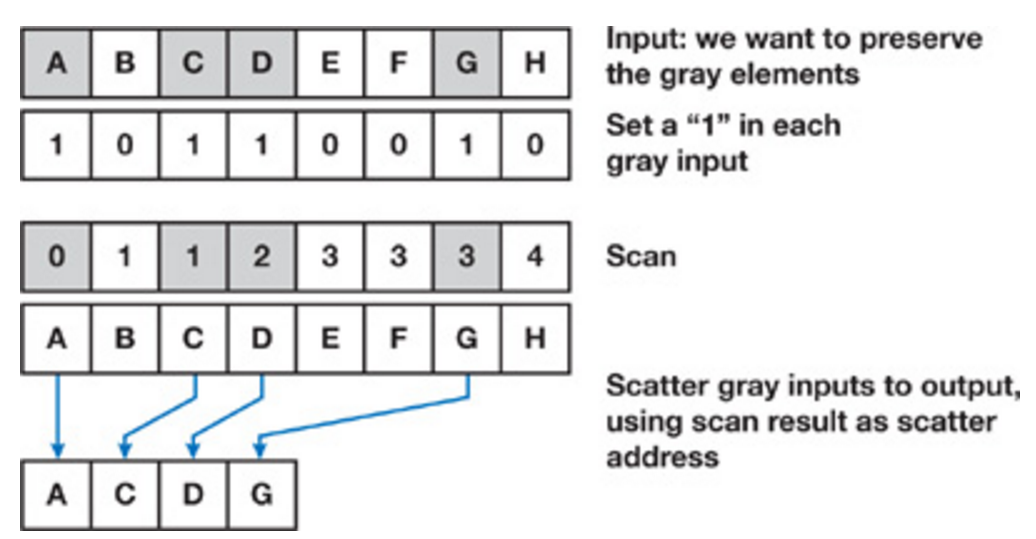 A B C D E F G H
Input: we want to preserve
the gray elements
1 0 1 1 0 0 1 0
Set a “1” in each
gray input
0 1 1 2 3 3 3 4
Scan
A B C D E F G H
Scatter gray inputs to output,
using scan result as scatter
address
A C D G